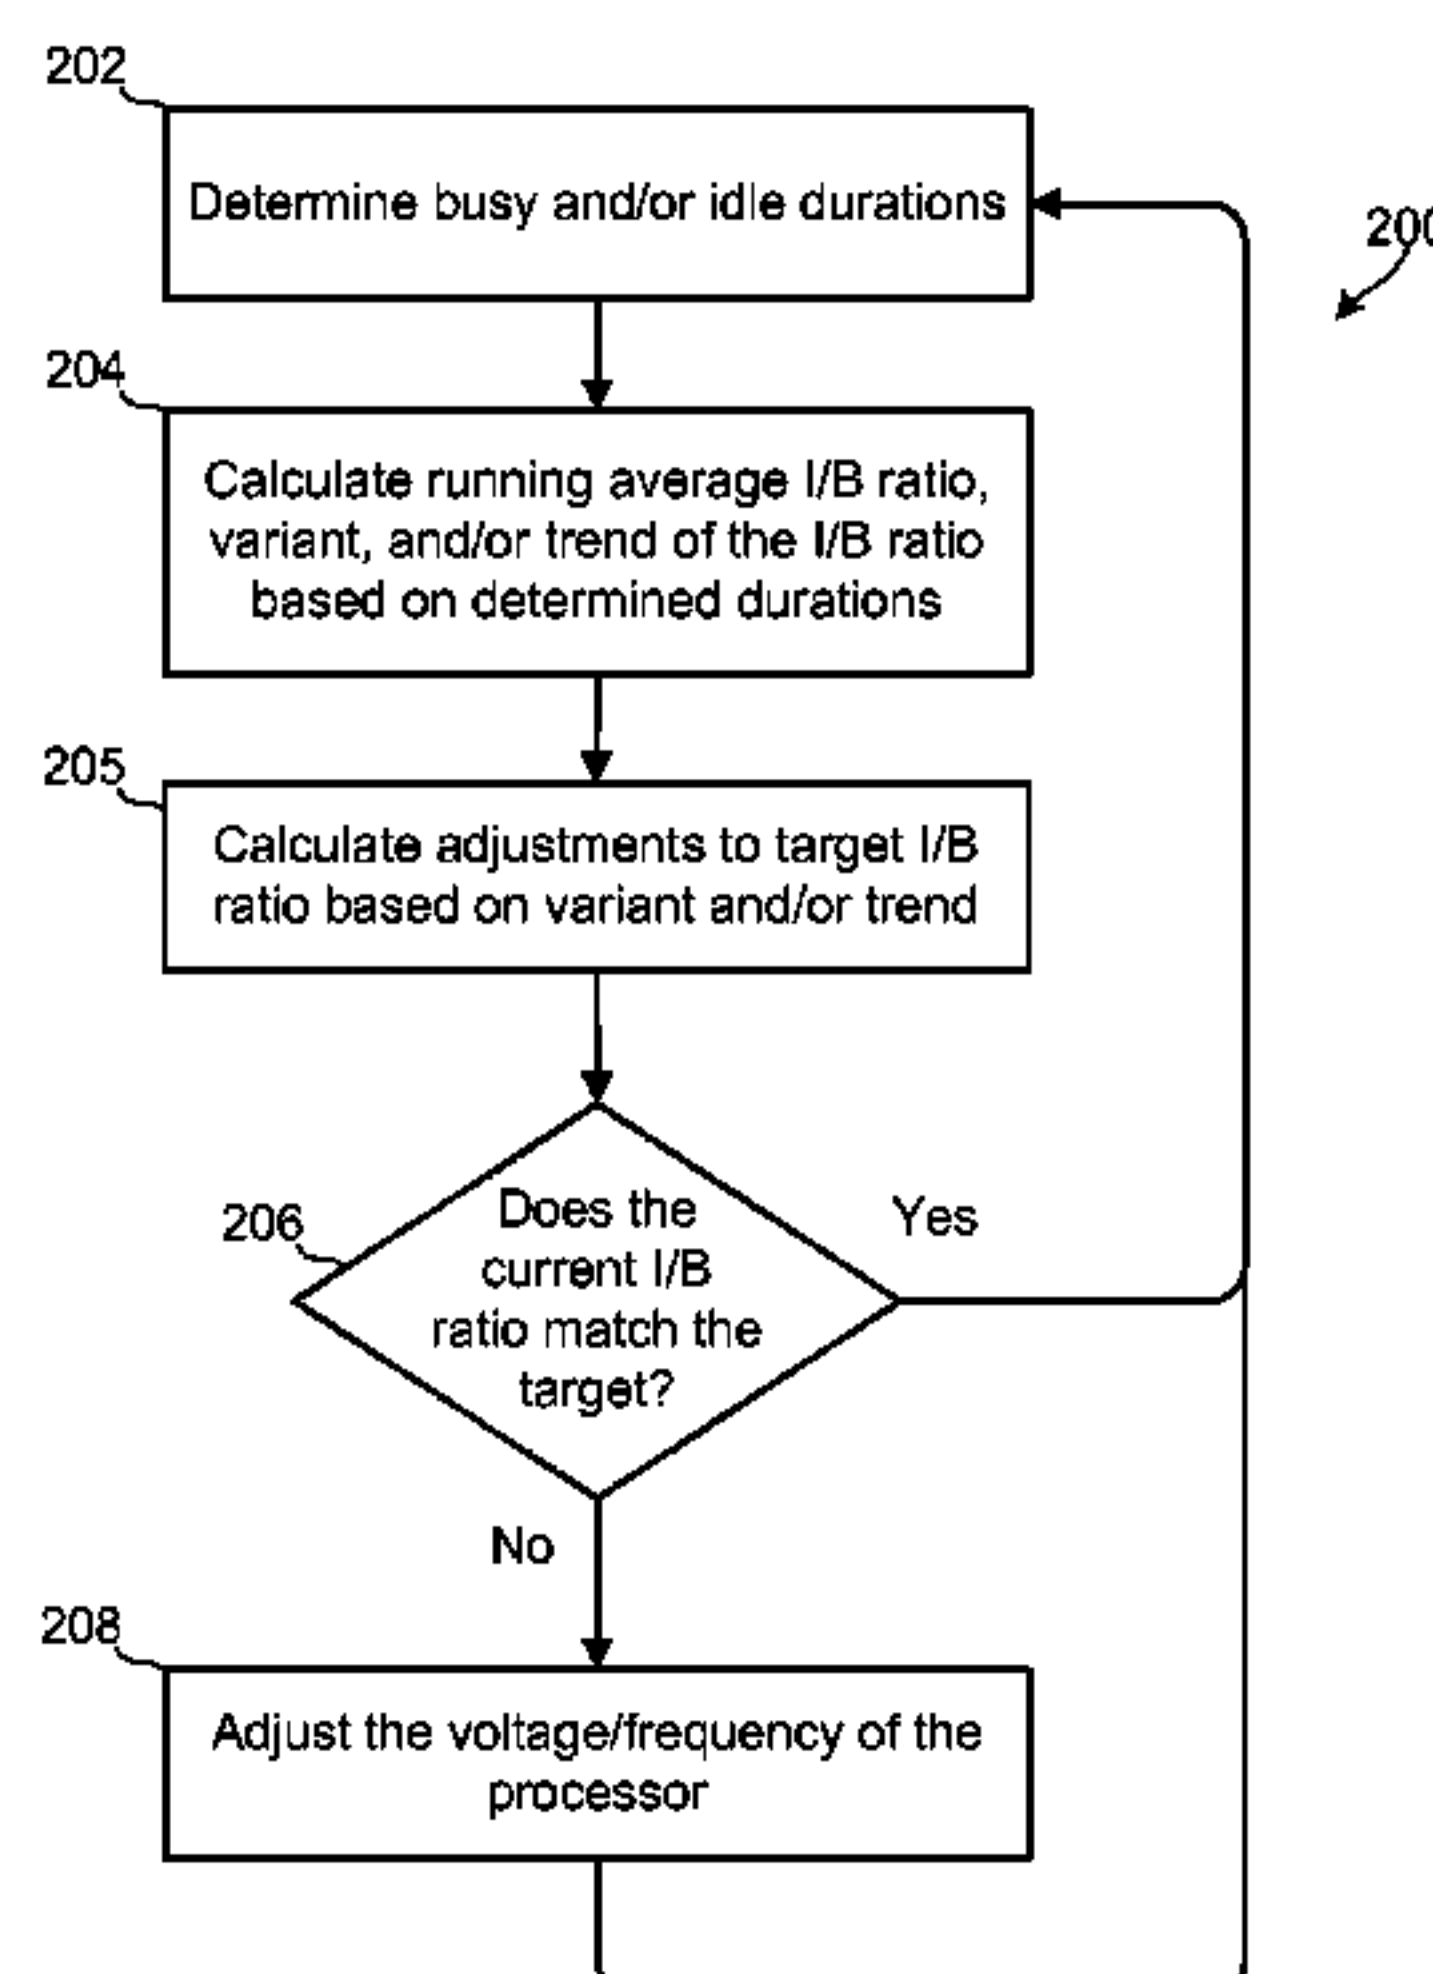 202
Determine busy and/or idle durations
204
Calculate running average I/B ratio,
variant, and/or trend of the I/B ratio
based on determined durations
205
Calculate adjustments to target I/B
ratio based on variant and/or trend
206
Does the
current I/B
ratio match the
target?
Yes
No
208
Adjust the voltage/frequency of the
processor
200